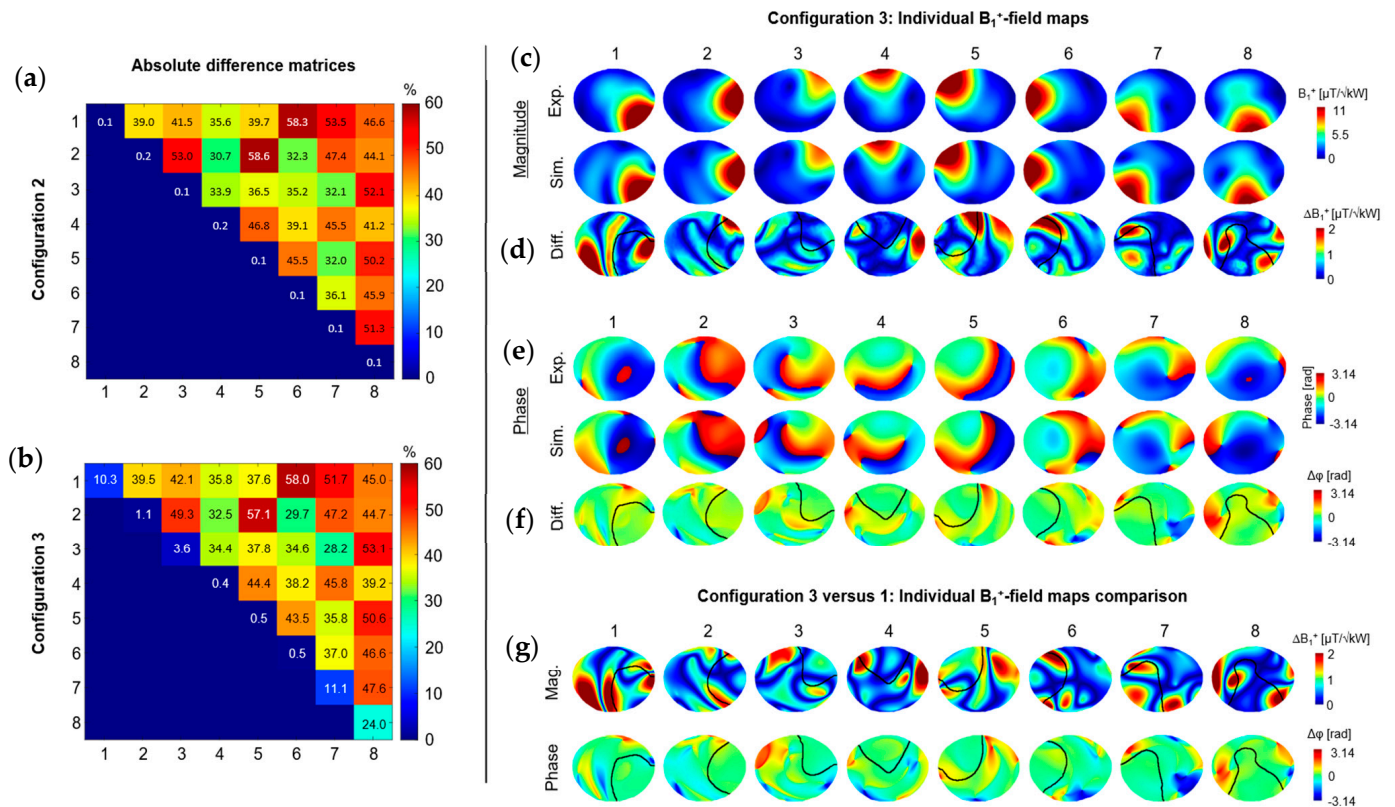 Configuration 3: Individual B₁⁺-field maps
(a)
Absolute difference matrices
%
Configuration 2
1 0.1 39.0 41.5 35.6 39.7 58.3 53.5 46.6
2 0.2 53.0 30.7 58.6 32.3 47.4 44.1
3 0.1 33.9 36.5 35.2 32.1 52.1
4 0.2 46.8 39.1 45.5 41.2
5 0.1 45.5 32.0 50.2
6 0.1 36.1 45.9
7 0.1 51.3
8 0.1
1 2 3 4 5 6 7 8
60
50
40
30
20
10
0
(b)
%
Configuration 3
1 10.3 39.5 42.1 35.8 37.6 58.0 51.7 45.0
2 1.1 49.3 32.5 57.1 29.7 47.2 44.7
3 3.6 34.4 37.8 34.6 28.2 53.1
4 0.4 44.4 38.2 45.8 39.2
5 0.5 43.5 35.8 50.6
6 0.5 37.0 46.6
7 11.1 47.6
8 24.0
1 2 3 4 5 6 7 8
60
50
40
30
20
10
0
(c)
1 2 3 4 5 6 7 8
Magnitude
Exp.
Sim.
B₁⁺ [µT/√kW]
11
5.5
0
(d)
Diff.
ΔB₁⁺ [µT/√kW]
2
1
0
(e)
1 2 3 4 5 6 7 8
Phase
Exp.
Sim.
Phase [rad]
3.14
0
-3.14
(f)
Diff.
Δφ [rad]
3.14
0
-3.14
Configuration 3 versus 1: Individual B₁⁺-field maps comparison
(g)
1 2 3 4 5 6 7 8
Mag.
ΔB₁⁺ [µT/√kW]
2
1
0
Phase
Δφ [rad]
3.14
0
-3.14